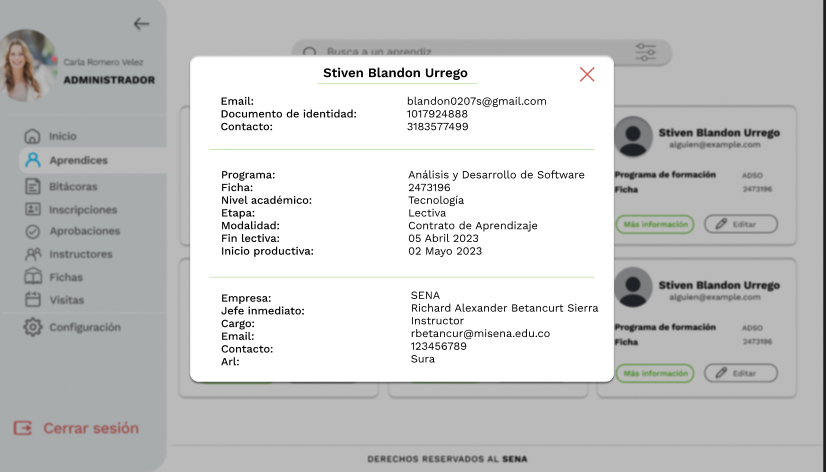 Carla Romero Velez
ADMINISTRADOR
Inicio
Aprendices
Bitácoras
Inscripciones
Aprobaciones
Instructores
Fichas
Visitas
Configuración
Cerrar sesión
Busca a un aprendiz
Stiven Blandon Urrego
Email: blandon0207s@gmail.com
Documento de identidad: 1017924888
Contacto: 3183577499
Programa: Análisis y Desarrollo de Software
Ficha: 2473196
Nivel académico: Tecnología
Etapa: Lectiva
Modalidad: Contrato de Aprendizaje
Fin lectiva: 05 Abril 2023
Inicio productiva: 02 Mayo 2023
Empresa: SENA
Jefe inmediato: Richard Alexander Betancurt Sierra
Cargo: Instructor
Email: rbetancur@misena.edu.co
Contacto: 123456789
Arl: Sura
Stiven Blandon Urrego
alguien@example.com
Programa de formación ADSO
Ficha 2473196
Más información Editar
Stiven Blandon Urrego
alguien@example.com
Programa de formación ADSO
Ficha 2473196
Más información Editar
DERECHOS RESERVADOS AL SENA